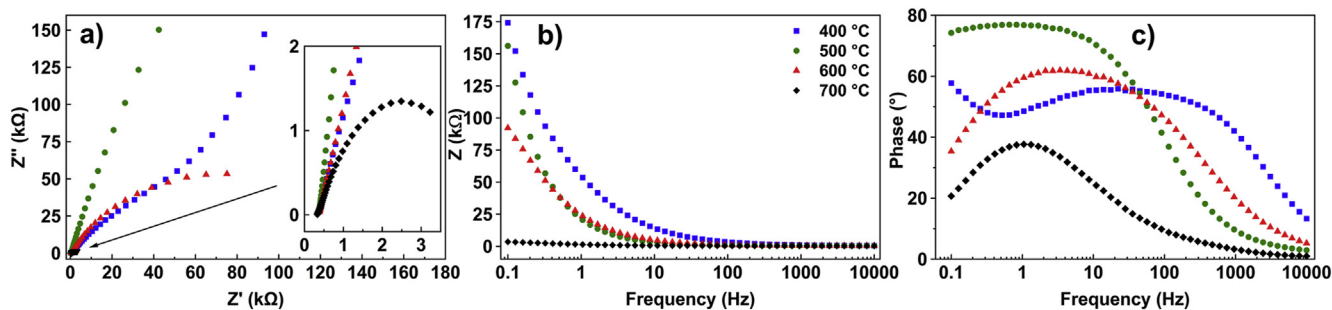 a)
Z'' (kΩ)
150
125
100
75
50
25
0
0 20 40 60 80 100 120 140 160 180
Z' (kΩ)
2
1
0
0 1 2 3
b)
Z (kΩ)
175
150
125
100
75
50
25
0
0.1 1 10 100 1000 10000
Frequency (Hz)
400 °C
500 °C
600 °C
700 °C
c)
Phase (°)
80
60
40
20
0
0.1 1 10 100 1000 10000
Frequency (Hz)